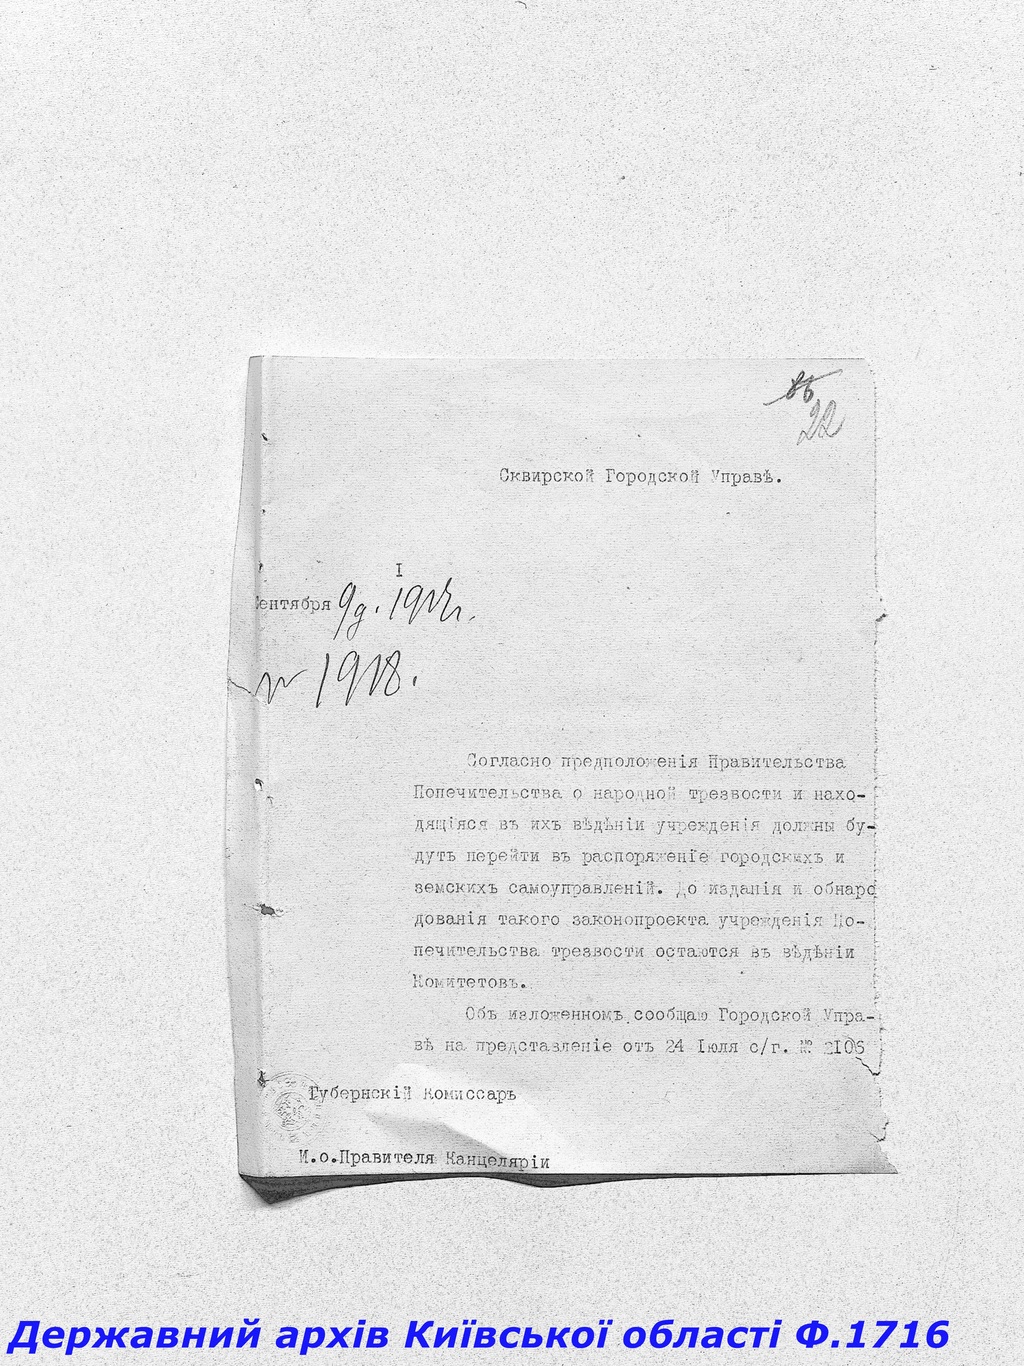 22
Сквирской Городской Управѣ.
I
Сентября 9д. 1917г.
№ 1918.
Согласно предположенія Правительства
Попечительства о народной трезвости и нахо-
дящіяся въ ихъ вѣдѣніи учрежденія должны бу-
дутъ перейти въ распоряженіе городскихъ и
земскихъ самоуправленій. До изданія и обнаро
дованія такого законопроекта учрежденія По-
печительства трезвости остаются въ вѣдѣніи
Комитетовъ.
Объ изложенномъ сообщаю Городской Упра-
вѣ на представленіе отъ 24 Іюля с/г. № 2106
Губернскій Комиссаръ
И.о.Правителя Канцеляріи
Державний архів Київської області Ф.1716